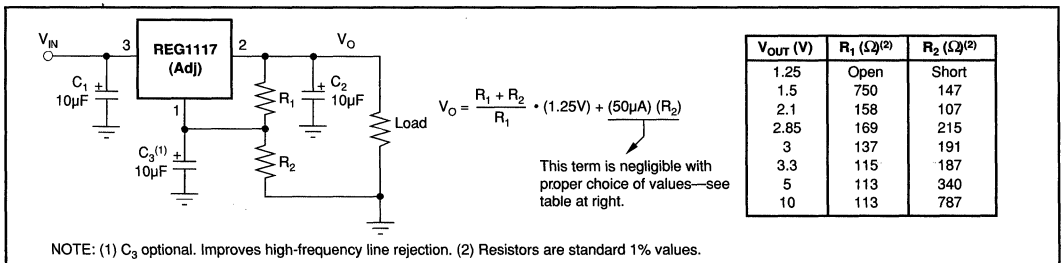 V_IN
3
REG1117
(Adj)
2
V_O
1
C_1 +
10µF
R_1
+ C_2
10µF
Load
C_3^(1) +
10µF
R_2
V_O = (R_1 + R_2) / R_1 • (1.25V) + (50µA) (R_2)
This term is negligible with
proper choice of values—see
table at right.
V_OUT (V) R_1 (Ω)^(2) R_2 (Ω)^(2)
1.25 Open Short
1.5 750 147
2.1 158 107
2.85 169 215
3 137 191
3.3 115 187
5 113 340
10 113 787
NOTE: (1) C_3 optional. Improves high-frequency line rejection. (2) Resistors are standard 1% values.